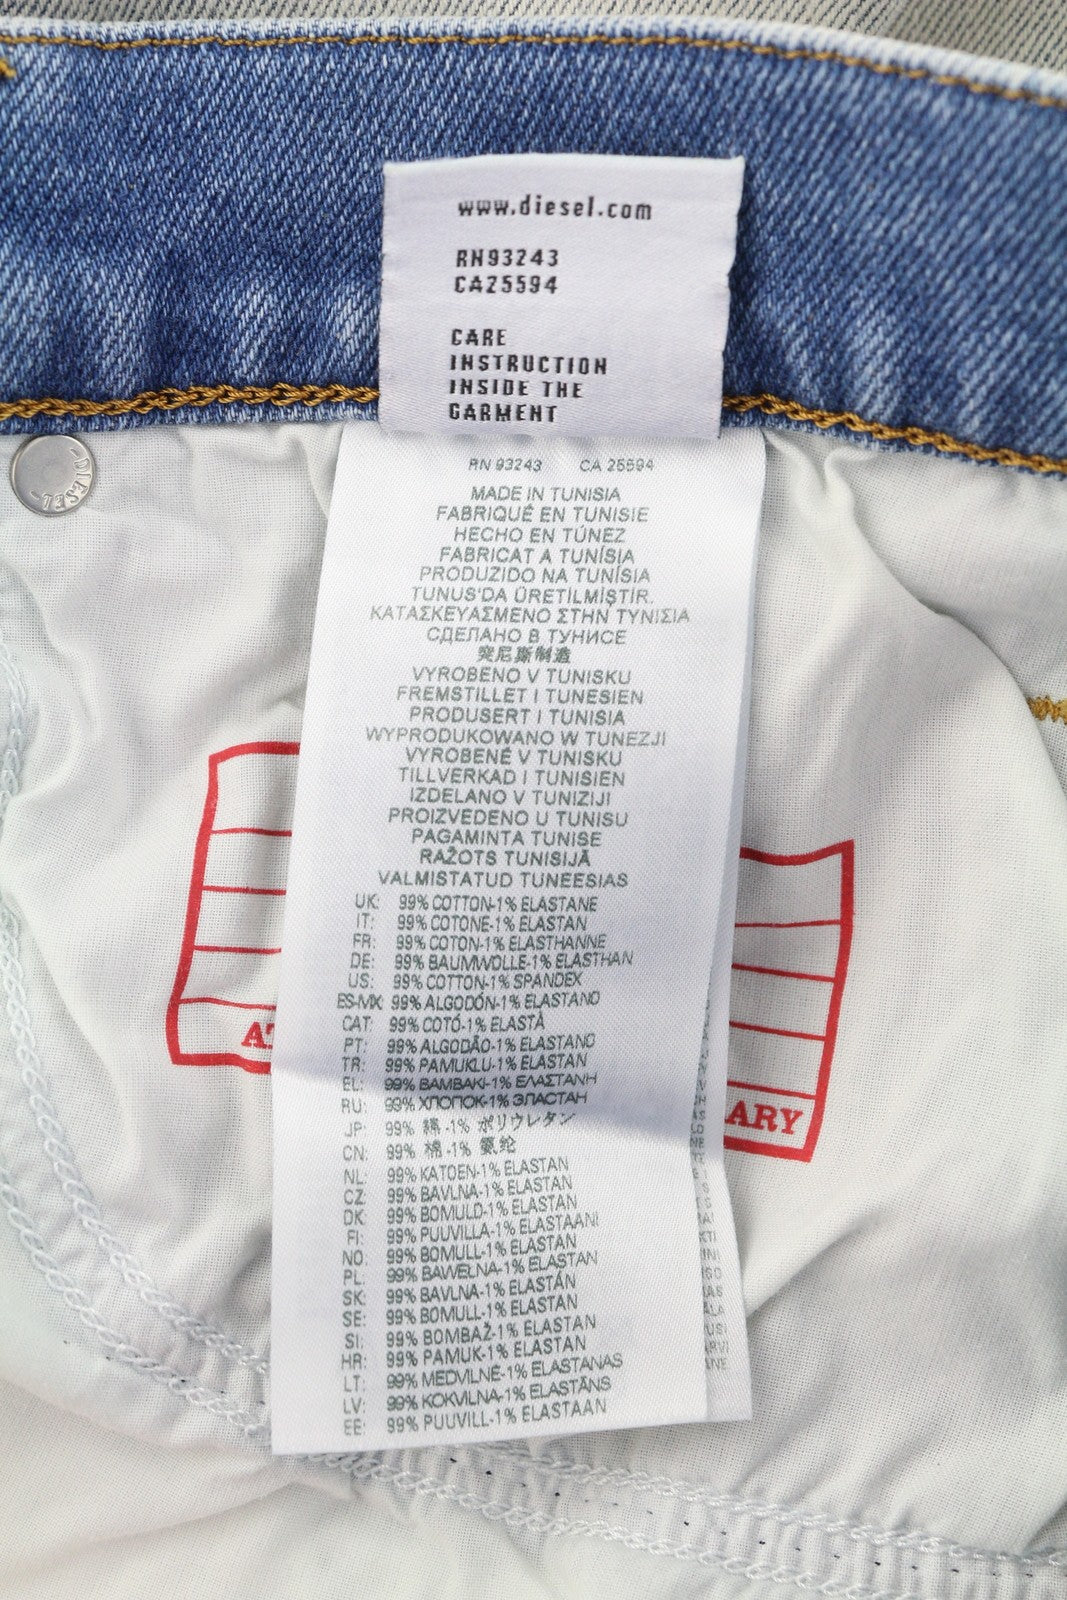 www.diesel.com
RN93243
CA25594
CARE
INSTRUCTION
INSIDE THE
GARMENT
RN 93243 CA 25594
DIESEL
MADE IN TUNISIA
FABRIQUÉ EN TUNISIE
HECHO EN TÚNEZ
FABRICAT A TUNÍSIA
PRODUZIDO NA TUNÍSIA
TUNUS'DA ÜRETILMIŞTIR.
ΚΑΤΑΣΚΕΥΑΣΜΕΝΟ ΣΤΗΝ ΤΥΝΙΣΙΑ
СДЕЛАНО В ТУНИСЕ
突尼斯制造
VYROBENO V TUNISKU
FREMSTILLET I TUNESIEN
PRODUSERT I TUNISIA
WYPRODUKOWANO W TUNEZJI
VYROBENÉ V TUNISKU
TILLVERKAD I TUNISIEN
IZDELANO V TUNIZIJI
PROIZVEDENO U TUNISU
PAGAMINTA TUNISE
RAŽOTS TUNISIJĀ
VALMISTATUD TUNEESIAS
UK: 99% COTTON-1% ELASTANE
IT: 99% COTONE-1% ELASTAN
FR: 99% COTON-1% ELASTHANNE
DE: 99% BAUMWOLLE-1% ELASTHAN
US: 99% COTTON-1% SPANDEX
ES-MX: 99% ALGODÓN-1% ELASTANO
CAT: 99% COTÓ-1% ELASTÀ
PT: 99% ALGODÃO-1% ELASTANO
TR: 99% PAMUKLU-1% ELASTAN
EL: 99% ΒΑΜΒΑΚΙ-1% ΕΛΑΣΤΑΝΗ
RU: 99% ХЛОПОК-1% ЭЛАСТАН
JP: 99% 綿 -1% ポリウレタン
CN: 99% 棉 -1% 氨纶
NL: 99% KATOEN-1% ELASTAN
CZ: 99% BAVLNA-1% ELASTAN
DK: 99% BOMULD-1% ELASTAN
FI: 99% PUUVILLA-1% ELASTAANI
NO: 99% BOMULL-1% ELASTAN
PL: 99% BAWEŁNA-1% ELASTAN
SK: 99% BAVLNA-1% ELASTÁN
SE: 99% BOMULL-1% ELASTAN
SI: 99% BOMBAŽ-1% ELASTAN
HR: 99% PAMUK-1% ELASTAN
LT: 99% MEDVILNĖ-1% ELASTANAS
LV: 99% KOKVILNA-1% ELASTĀNS
EE: 99% PUUVILL-1% ELASTAAN
ARY